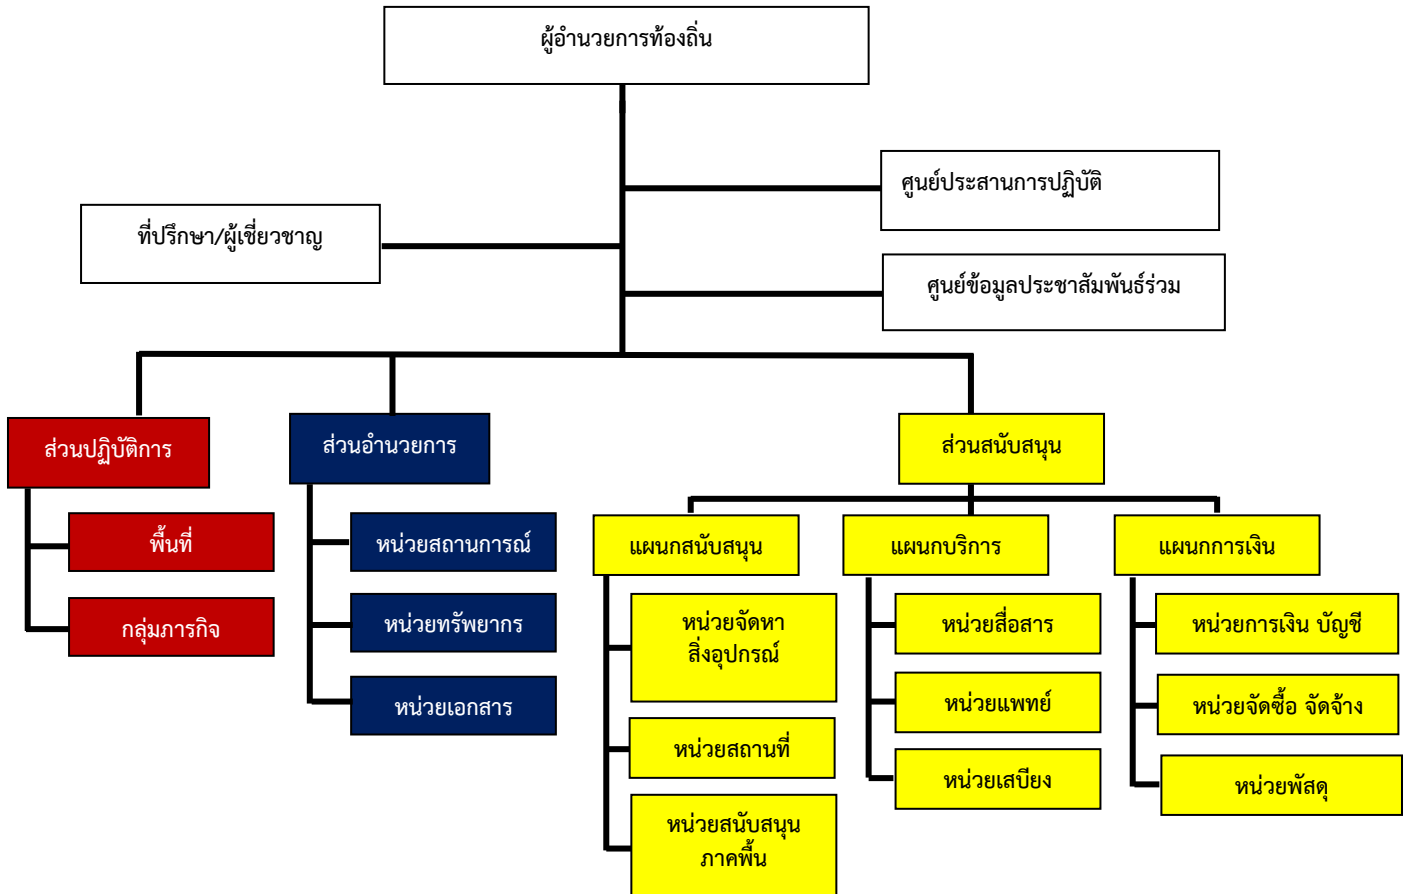 ผู้อำนวยการท้องถิ่น
ศูนย์ประสานการปฏิบัติ
ที่ปรึกษา/ผู้เชี่ยวชาญ
ศูนย์ข้อมูลประชาสัมพันธ์ร่วม
ส่วนปฏิบัติการ
พื้นที่
กลุ่มภารกิจ
ส่วนอำนวยการ
หน่วยสถานการณ์
หน่วยทรัพยากร
หน่วยเอกสาร
ส่วนสนับสนุน
แผนกสนับสนุน
หน่วยจัดหา
สิ่งอุปกรณ์
หน่วยสถานที่
หน่วยสนับสนุน
ภาคพื้น
แผนกบริการ
หน่วยสื่อสาร
หน่วยแพทย์
หน่วยเสบียง
แผนกการเงิน
หน่วยการเงิน บัญชี
หน่วยจัดซื้อ จัดจ้าง
หน่วยพัสดุ